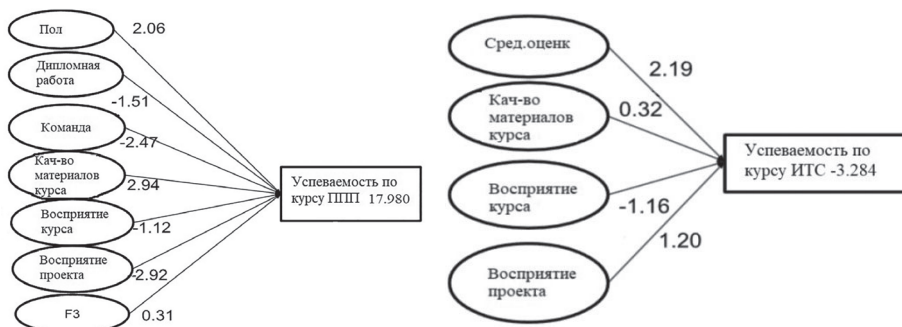 Пол
2.06
Дипломная
работа
-1.51
Команда
-2.47
Кач-во
материалов
курса
2.94
Восприятие
курса
-1.12
Восприятие
проекта
-2.92
F3
0.31
Успеваемость по
курсу ППП 17.980
Сред.оценк
2.19
Кач-во
материалов
курса
0.32
Восприятие
курса
-1.16
Восприятие
проекта
1.20
Успеваемость по
курсу ИТС -3.284